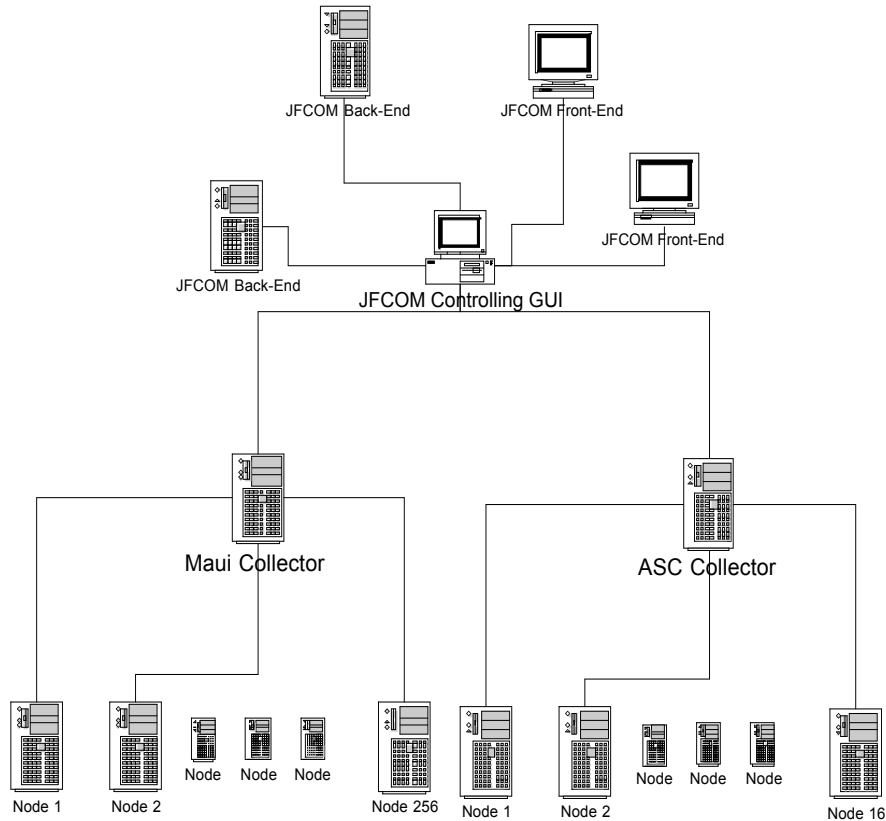 JFCOM Back-End
JFCOM Front-End
JFCOM Front-End
JFCOM Back-End
JFCOM Controlling GUI
Maui Collector
ASC Collector
Node 1
Node 2
Node
Node
Node
Node 256
Node 1
Node 2
Node
Node
Node
Node 16